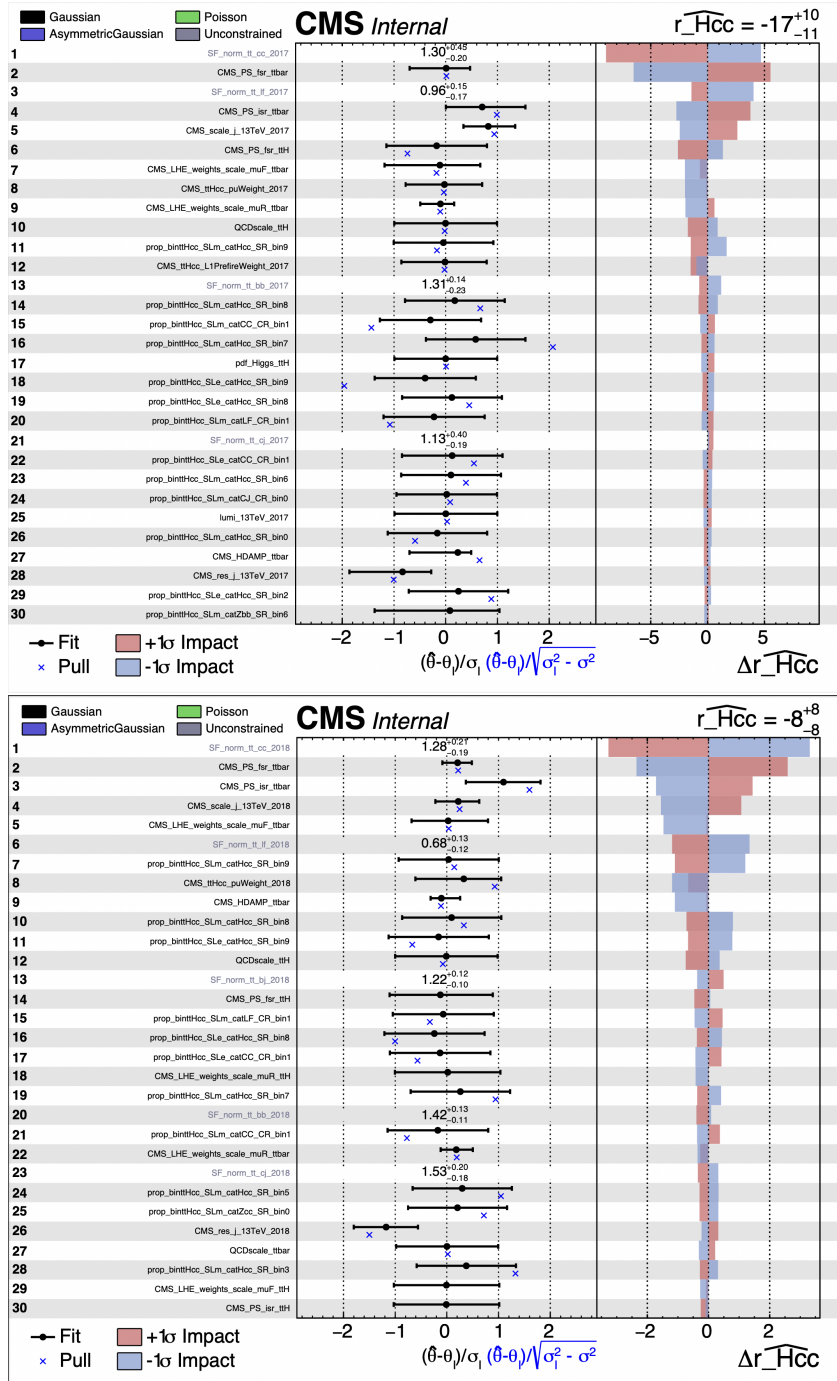 Gaussian Poisson
AsymmetricGaussian Unconstrained
CMS Internal
r_Hcc = -17 +10 -11
1 SF_norm_tt_cc_2017 1.30 +0.45 -0.20
2 CMS_PS_fsr_ttbar
3 SF_norm_tt_lf_2017 0.96 +0.15 -0.17
4 CMS_PS_isr_ttbar
5 CMS_scale_j_13TeV_2017
6 CMS_PS_fsr_ttH
7 CMS_LHE_weights_scale_muF_ttbar
8 CMS_ttHcc_puWeight_2017
9 CMS_LHE_weights_scale_muR_ttbar
10 QCDscale_ttH
11 prop_binttHcc_SLm_catHcc_SR_bin9
12 CMS_ttHcc_L1PrefireWeight_2017
13 SF_norm_tt_bb_2017 1.31 +0.14 -0.23
14 prop_binttHcc_SLm_catHcc_SR_bin8
15 prop_binttHcc_SLm_catCC_CR_bin1
16 prop_binttHcc_SLm_catHcc_SR_bin7
17 pdf_Higgs_ttH
18 prop_binttHcc_SLe_catHcc_SR_bin9
19 prop_binttHcc_SLe_catHcc_SR_bin8
20 prop_binttHcc_SLm_catLF_CR_bin1
21 SF_norm_tt_cj_2017 1.13 +0.40 -0.19
22 prop_binttHcc_SLe_catCC_CR_bin1
23 prop_binttHcc_SLm_catHcc_SR_bin6
24 prop_binttHcc_SLm_catCJ_CR_bin0
25 lumi_13TeV_2017
26 prop_binttHcc_SLm_catHcc_SR_bin0
27 CMS_HDAMP_ttbar
28 CMS_res_j_13TeV_2017
29 prop_binttHcc_SLe_catHcc_SR_bin2
30 prop_binttHcc_SLm_catZbb_SR_bin6
−2 −1 0 1 2 −5 0 5
Fit +1σ Impact
Pull -1σ Impact
(θ̂-θ_I)/σ_I (θ̂-θ_I)/√σ_I² - σ²
Δr_Hcc
Gaussian Poisson
AsymmetricGaussian Unconstrained
CMS Internal
r_Hcc = -8 +8 -8
1 SF_norm_tt_cc_2018 1.28 +0.21 -0.19
2 CMS_PS_fsr_ttbar
3 CMS_PS_isr_ttbar
4 CMS_scale_j_13TeV_2018
5 CMS_LHE_weights_scale_muF_ttbar
6 SF_norm_tt_lf_2018 0.68 +0.13 -0.12
7 prop_binttHcc_SLm_catHcc_SR_bin9
8 CMS_ttHcc_puWeight_2018
9 CMS_HDAMP_ttbar
10 prop_binttHcc_SLm_catHcc_SR_bin8
11 prop_binttHcc_SLe_catHcc_SR_bin9
12 QCDscale_ttH
13 SF_norm_tt_bj_2018 1.22 +0.12 -0.10
14 CMS_PS_fsr_ttH
15 prop_binttHcc_SLm_catLF_CR_bin1
16 prop_binttHcc_SLe_catHcc_SR_bin8
17 prop_binttHcc_SLe_catCC_CR_bin1
18 CMS_LHE_weights_scale_muR_ttH
19 prop_binttHcc_SLm_catHcc_SR_bin7
20 SF_norm_tt_bb_2018 1.42 +0.13 -0.11
21 prop_binttHcc_SLm_catCC_CR_bin1
22 CMS_LHE_weights_scale_muR_ttbar
23 SF_norm_tt_cj_2018 1.53 +0.20 -0.18
24 prop_binttHcc_SLm_catHcc_SR_bin5
25 prop_binttHcc_SLm_catZcc_SR_bin0
26 CMS_res_j_13TeV_2018
27 QCDscale_ttbar
28 prop_binttHcc_SLm_catHcc_SR_bin3
29 CMS_LHE_weights_scale_muF_ttH
30 CMS_PS_isr_ttH
−2 −1 0 1 2 −2 0 2
Fit +1σ Impact
Pull -1σ Impact
(θ̂-θ_I)/σ_I (θ̂-θ_I)/√σ_I² - σ²
Δr_Hcc